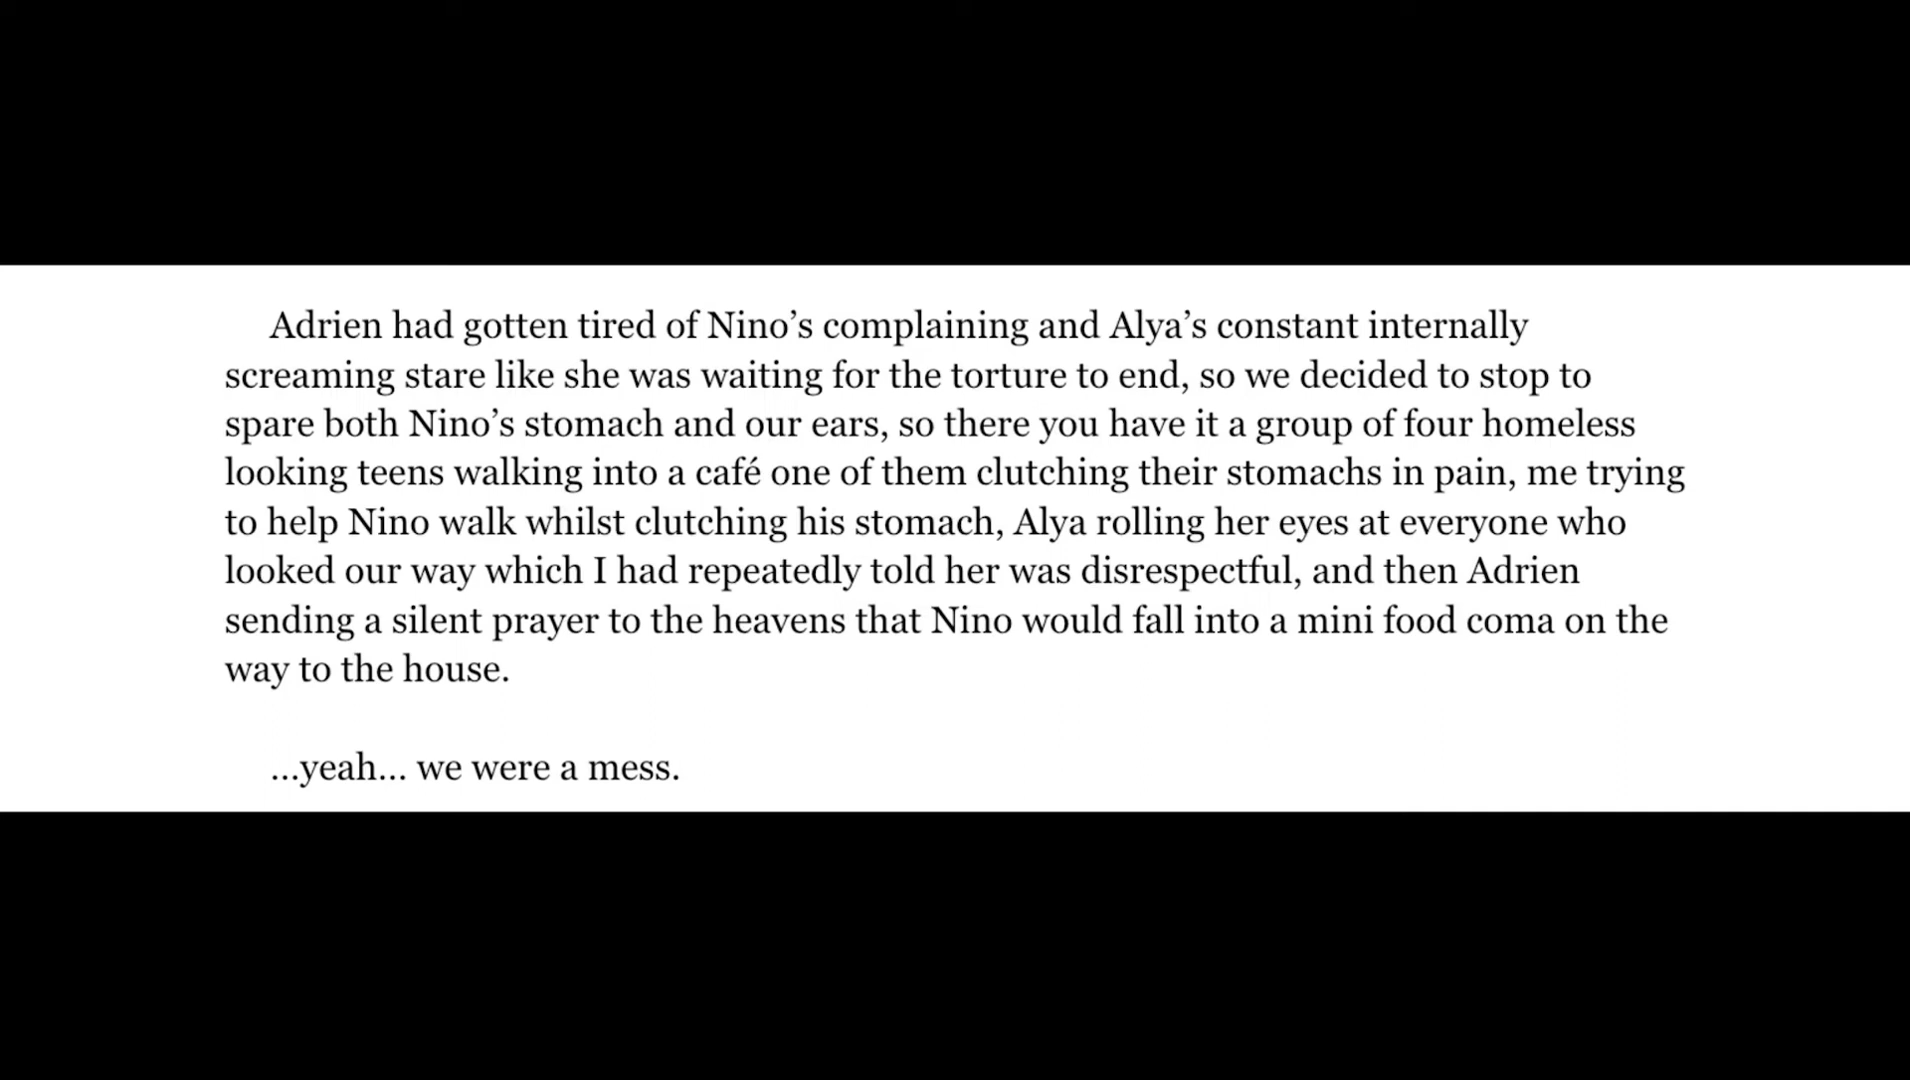 Adrien had gotten tired of Nino’s complaining and Alya’s constant internally
screaming stare like she was waiting for the torture to end, so we decided to stop to
spare both Nino’s stomach and our ears, so there you have it a group of four homeless
looking teens walking into a café one of them clutching their stomachs in pain, me trying
to help Nino walk whilst clutching his stomach, Alya rolling her eyes at everyone who
looked our way which I had repeatedly told her was disrespectful, and then Adrien
sending a silent prayer to the heavens that Nino would fall into a mini food coma on the
way to the house.
...yeah... we were a mess.